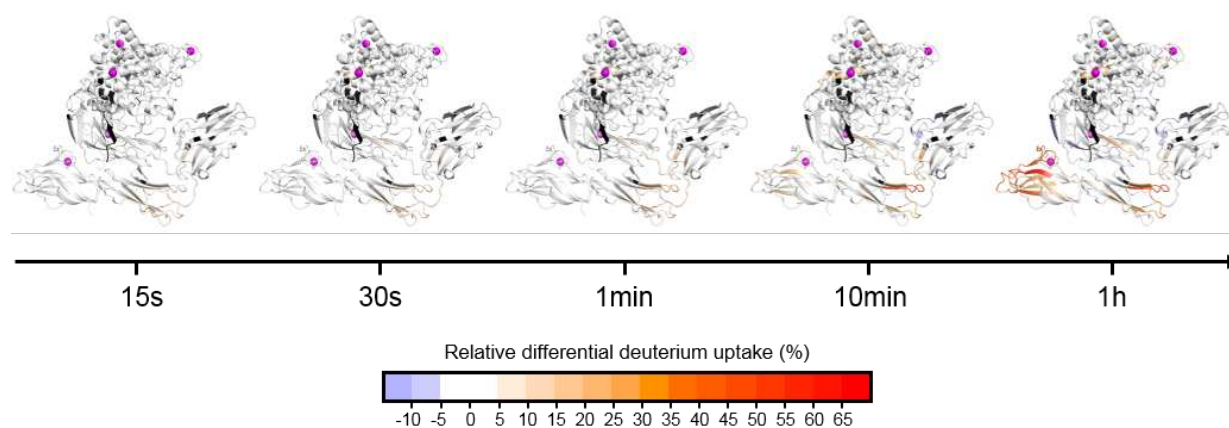 15s
30s
1min
10min
1h
Relative differential deuterium uptake (%)
-10 -5 0 5 10 15 20 25 30 35 40 45 50 55 60 65